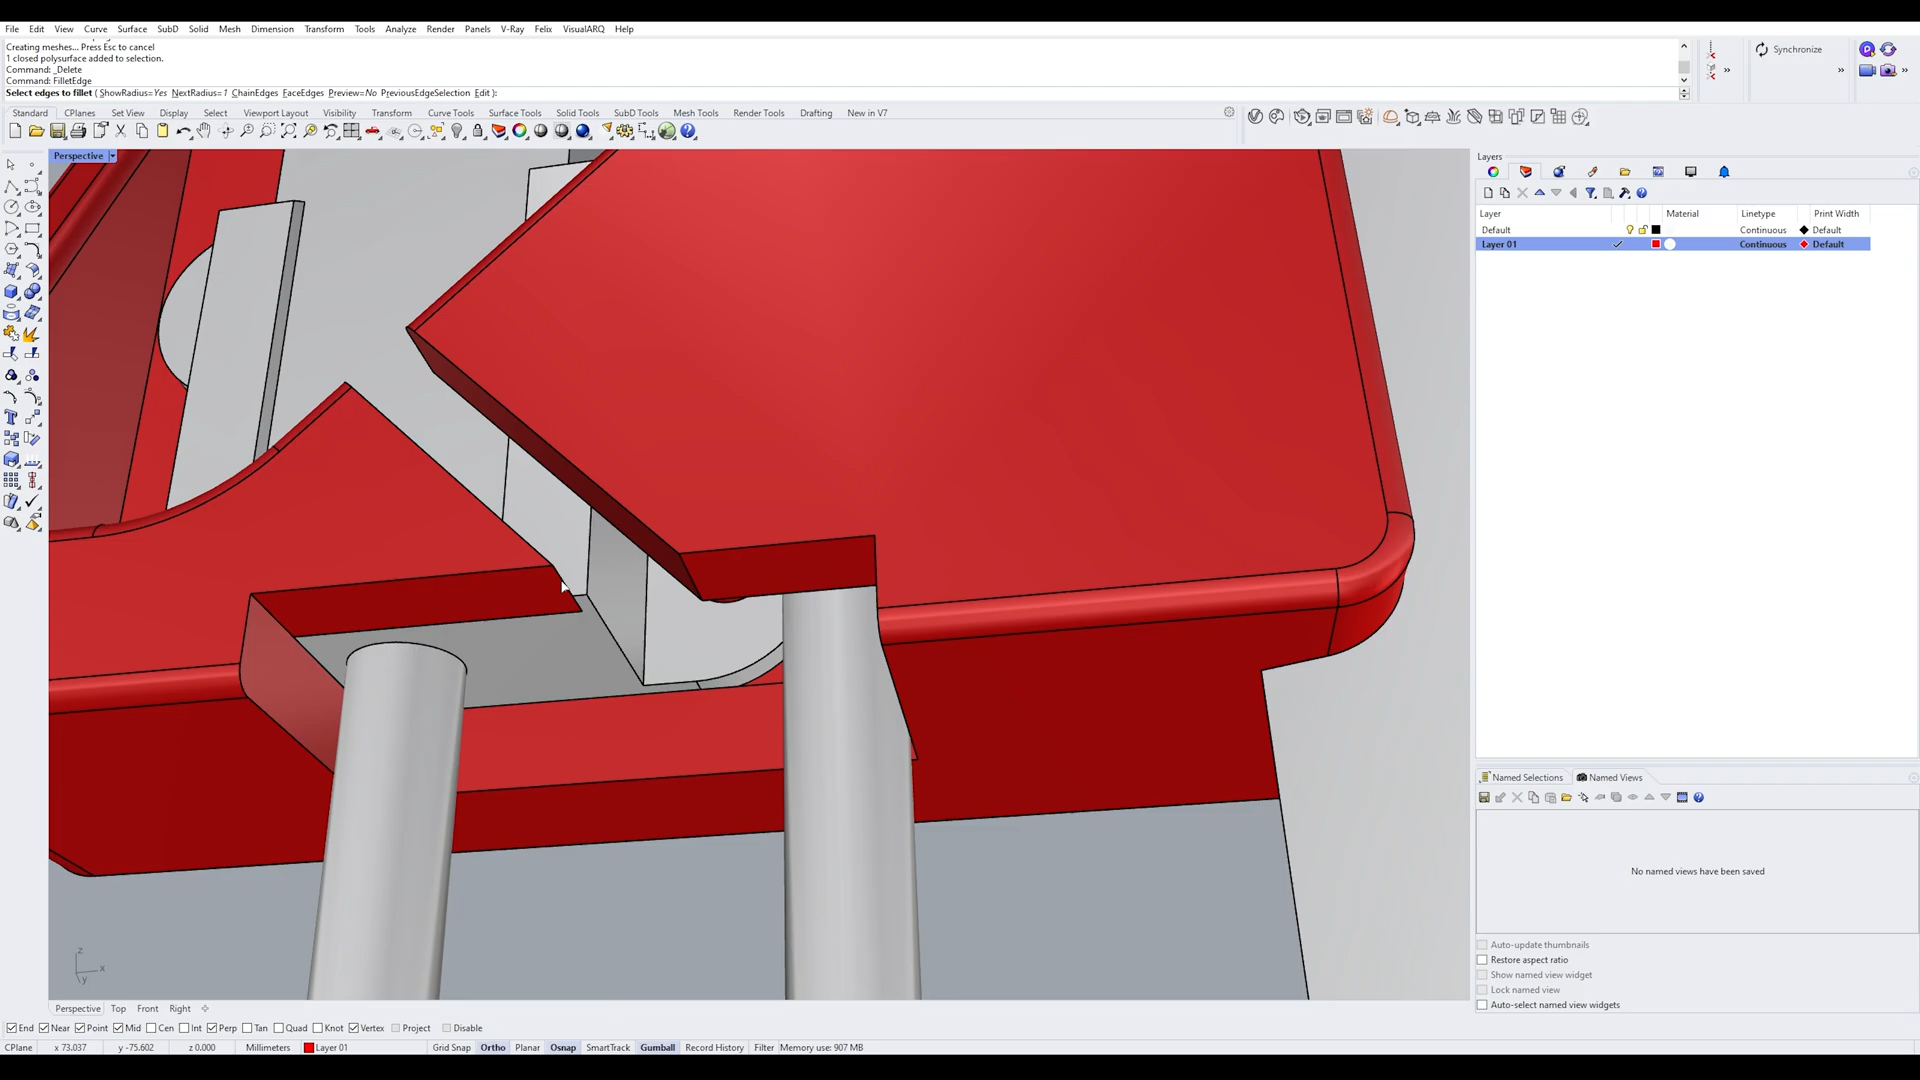 File Edit View Curve Surface SubD Solid Mesh Dimension Transform Tools Analyze Render Panels V-Ray Felix VisualARQ Help
Creating meshes... Press Esc to cancel
1 closed polysurface added to selection.
Command: _Delete
Command: FilletEdge
Select edges to fillet ( ShowRadius=Yes NextRadius=1 ChainEdges FaceEdges Preview=No PreviousEdgeSelection Edit ):
Synchronize
Standard CPlanes Set View Display Select Viewport Layout Visibility Transform Curve Tools Surface Tools Solid Tools SubD Tools Mesh Tools Render Tools Drafting New in V7
Perspective
Layers
Layer Material Linetype Print Width
Default Continuous Default
Layer 01 Continuous Default
Named Selections Named Views
No named views have been saved
Auto-update thumbnails
Restore aspect ratio
Show named view widget
Lock named view
Auto-select named view widgets
z
x
y
Perspective Top Front Right
End Near Point Mid Cen Int Perp Tan Quad Knot Vertex Project Disable
CPlane x 73.037 y -75.602 z 0.000 Millimeters Layer 01 Grid Snap Ortho Planar Osnap SmartTrack Gumball Record History Filter Memory use: 907 MB